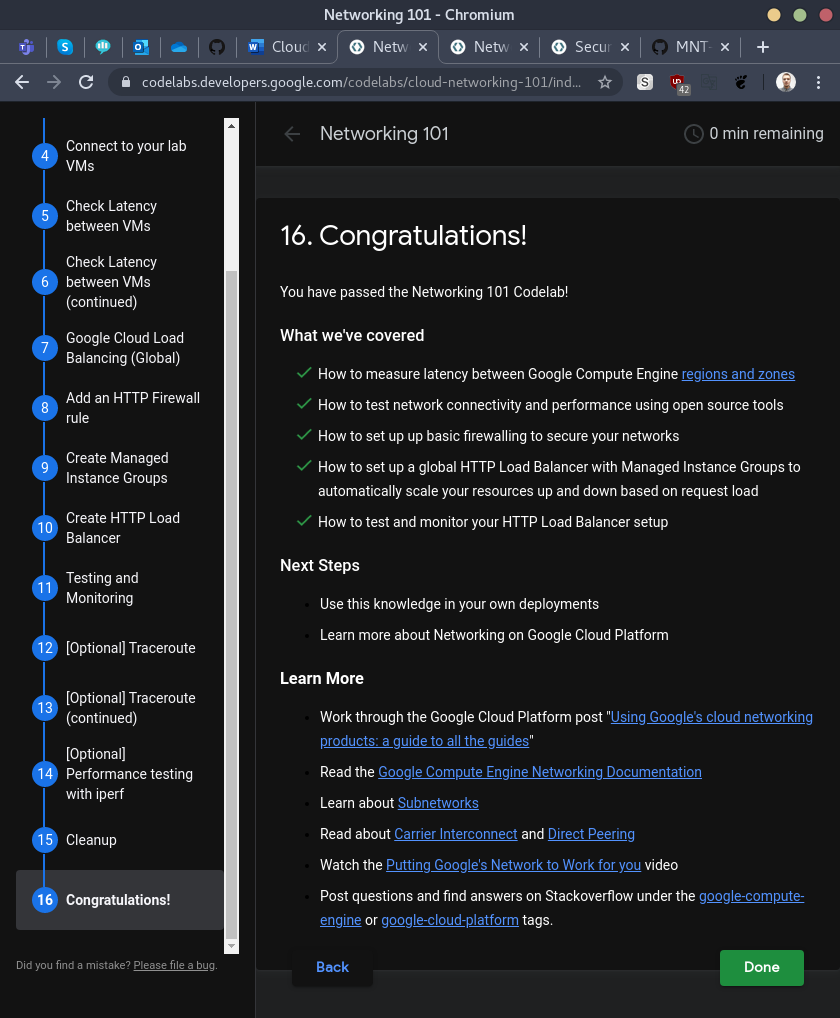 Networking 101 - Chromium
Cloud
Netw
Netw
Secur
MNT-
codelabs.developers.google.com/codelabs/cloud-networking-101/ind...
S
42
4
Connect to your lab
VMs
5
Check Latency
between VMs
6
Check Latency
between VMs
(continued)
7
Google Cloud Load
Balancing (Global)
8
Add an HTTP Firewall
rule
9
Create Managed
Instance Groups
10
Create HTTP Load
Balancer
11
Testing and
Monitoring
12
[Optional] Traceroute
13
[Optional] Traceroute
(continued)
14
[Optional]
Performance testing
with iperf
15
Cleanup
16
Congratulations!
Did you find a mistake? Please file a bug.
Networking 101
0 min remaining
16. Congratulations!
You have passed the Networking 101 Codelab!
What we've covered
How to measure latency between Google Compute Engine regions and zones
How to test network connectivity and performance using open source tools
How to set up up basic firewalling to secure your networks
How to set up a global HTTP Load Balancer with Managed Instance Groups to
automatically scale your resources up and down based on request load
How to test and monitor your HTTP Load Balancer setup
Next Steps
Use this knowledge in your own deployments
Learn more about Networking on Google Cloud Platform
Learn More
Work through the Google Cloud Platform post "Using Google's cloud networking
products: a guide to all the guides"
Read the Google Compute Engine Networking Documentation
Learn about Subnetworks
Read about Carrier Interconnect and Direct Peering
Watch the Putting Google's Network to Work for you video
Post questions and find answers on Stackoverflow under the google-compute-
engine or google-cloud-platform tags.
Back
Done